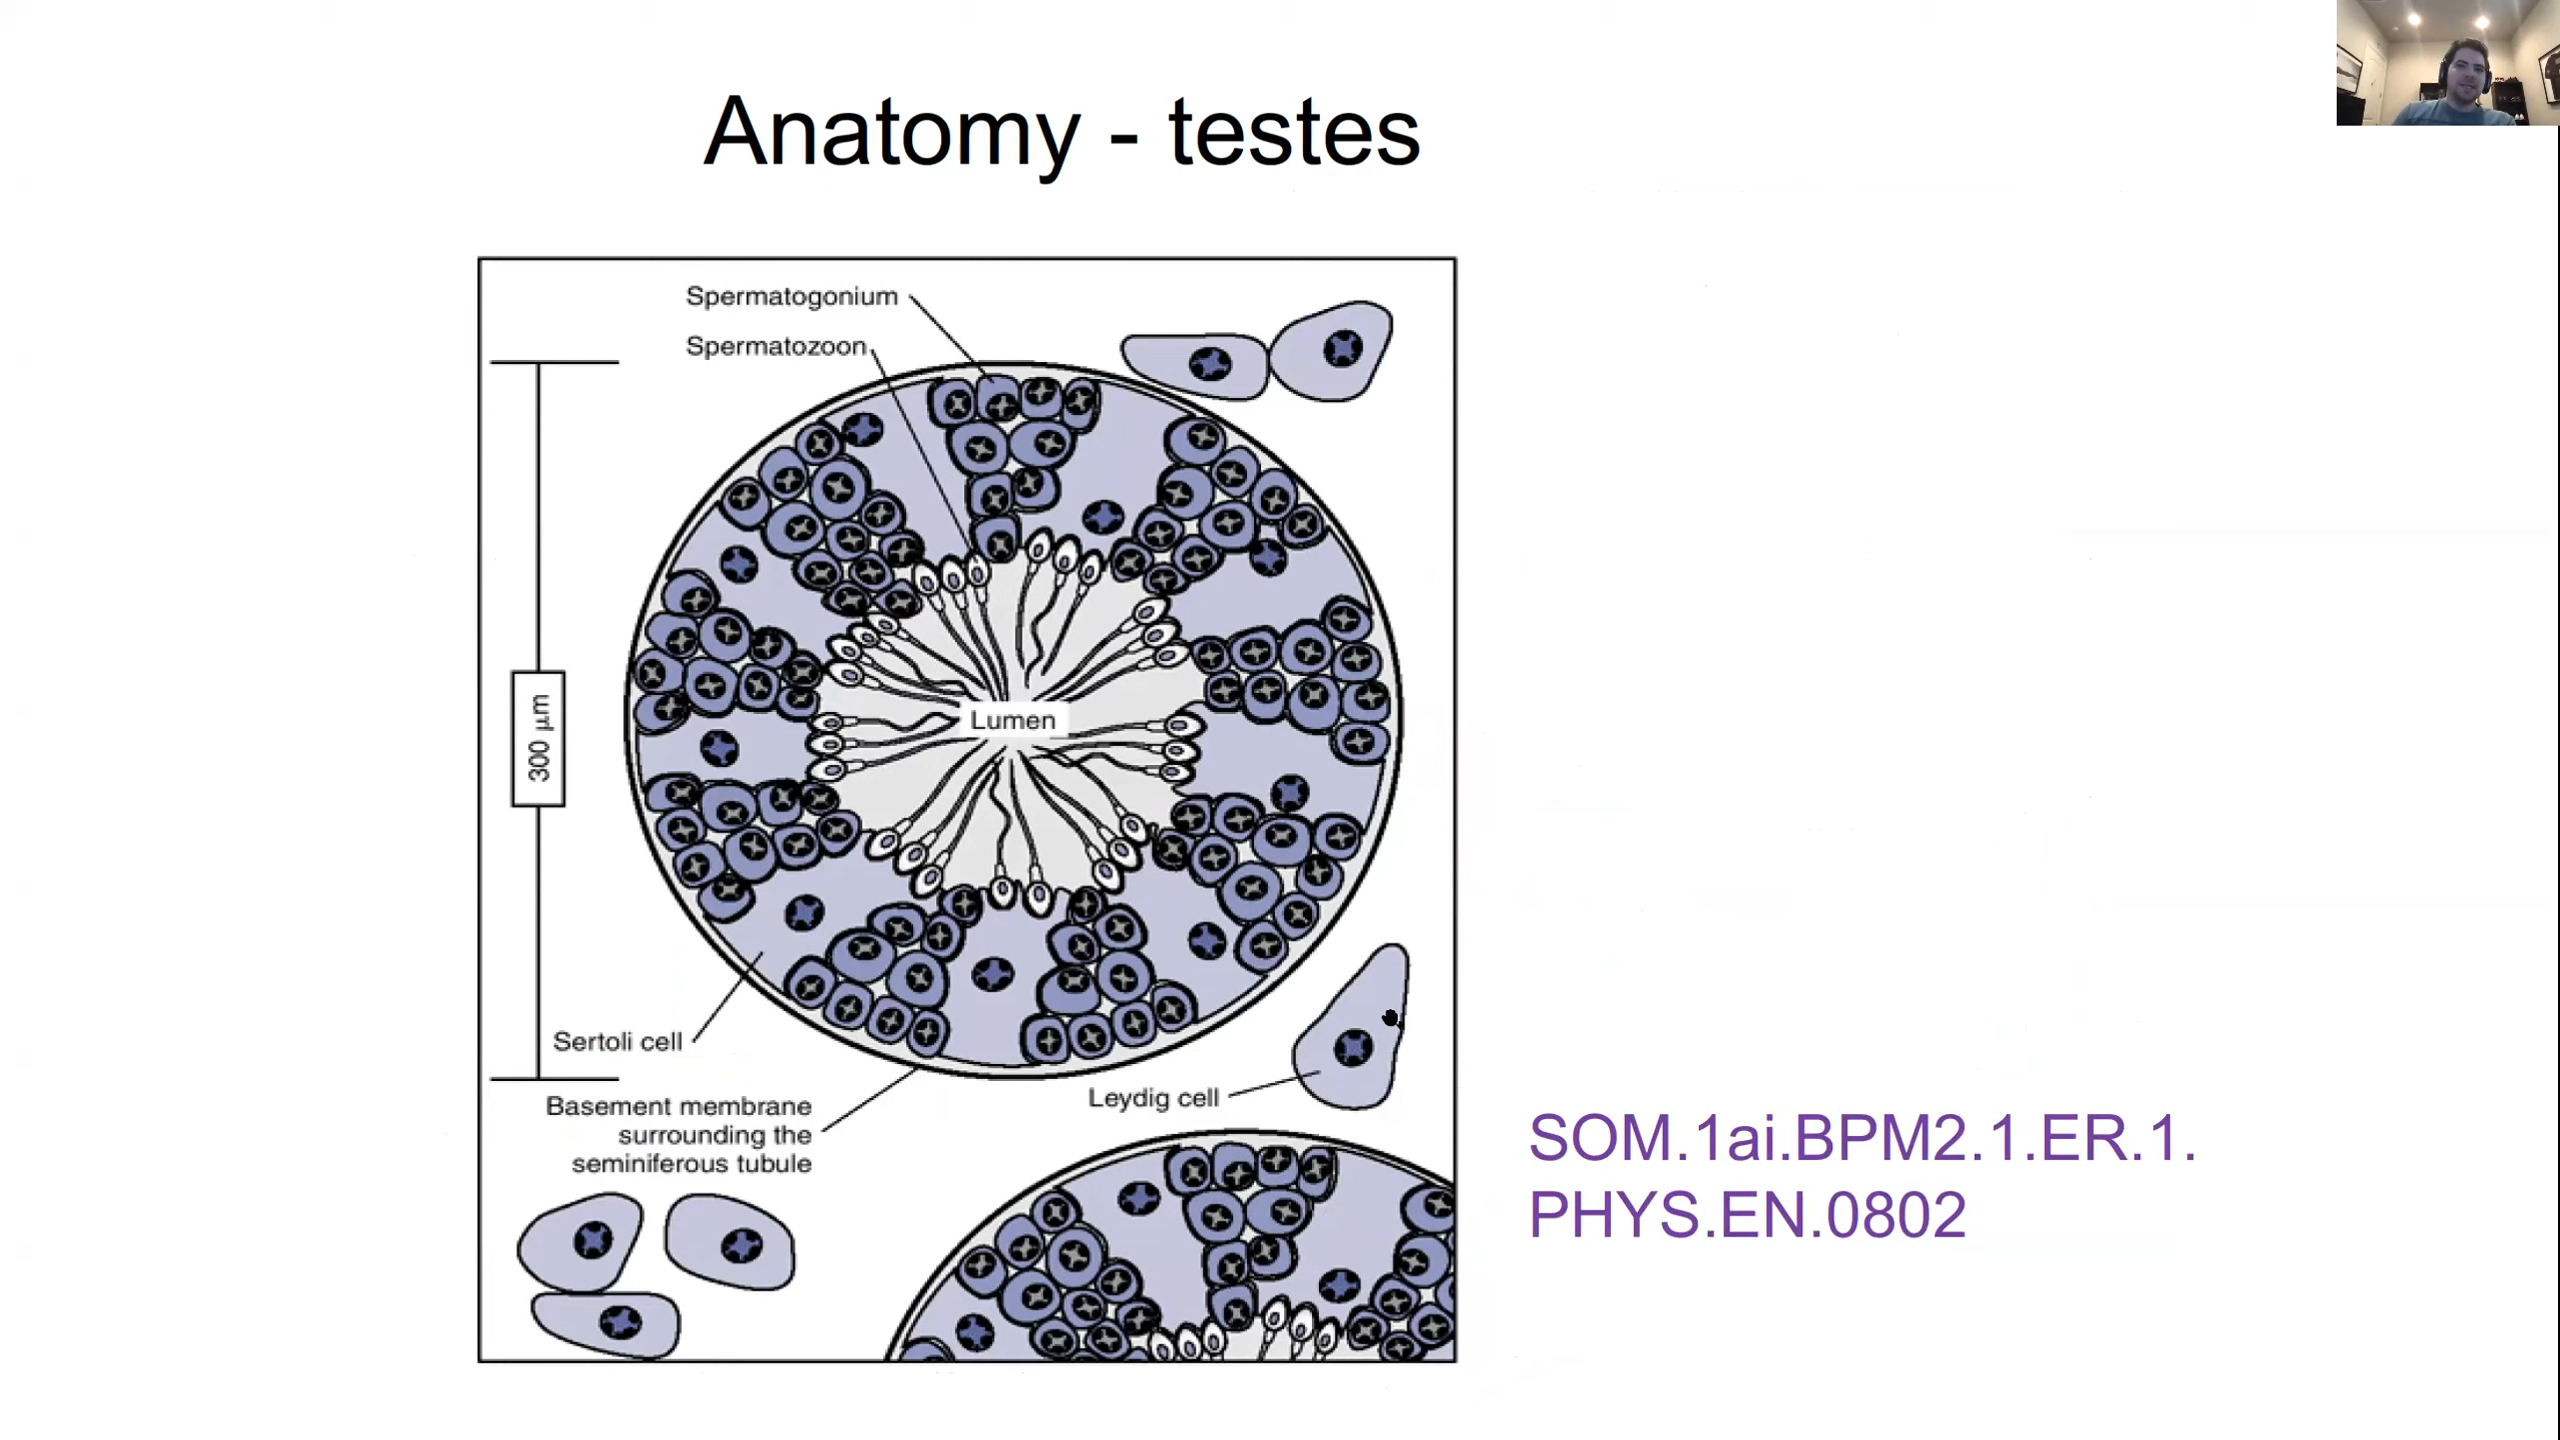 Anatomy - testes
Spermatogonium
Spermatozoon
300 µm
Lumen
Sertoli cell
Basement membrane
surrounding the
seminiferous tubule
Leydig cell
SOM.1ai.BPM2.1.ER.1.
PHYS.EN.0802